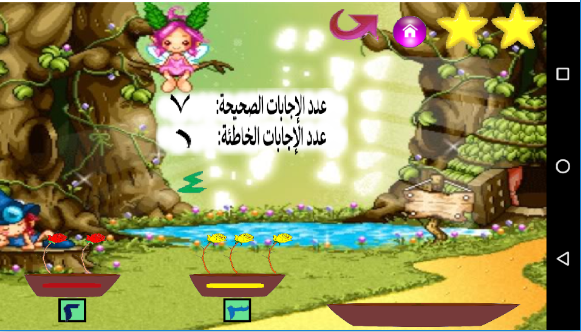 عدد الإجابات الصحيحة: ٧
عدد الإجابات الخاطئة: ١
٤
٢ ٣